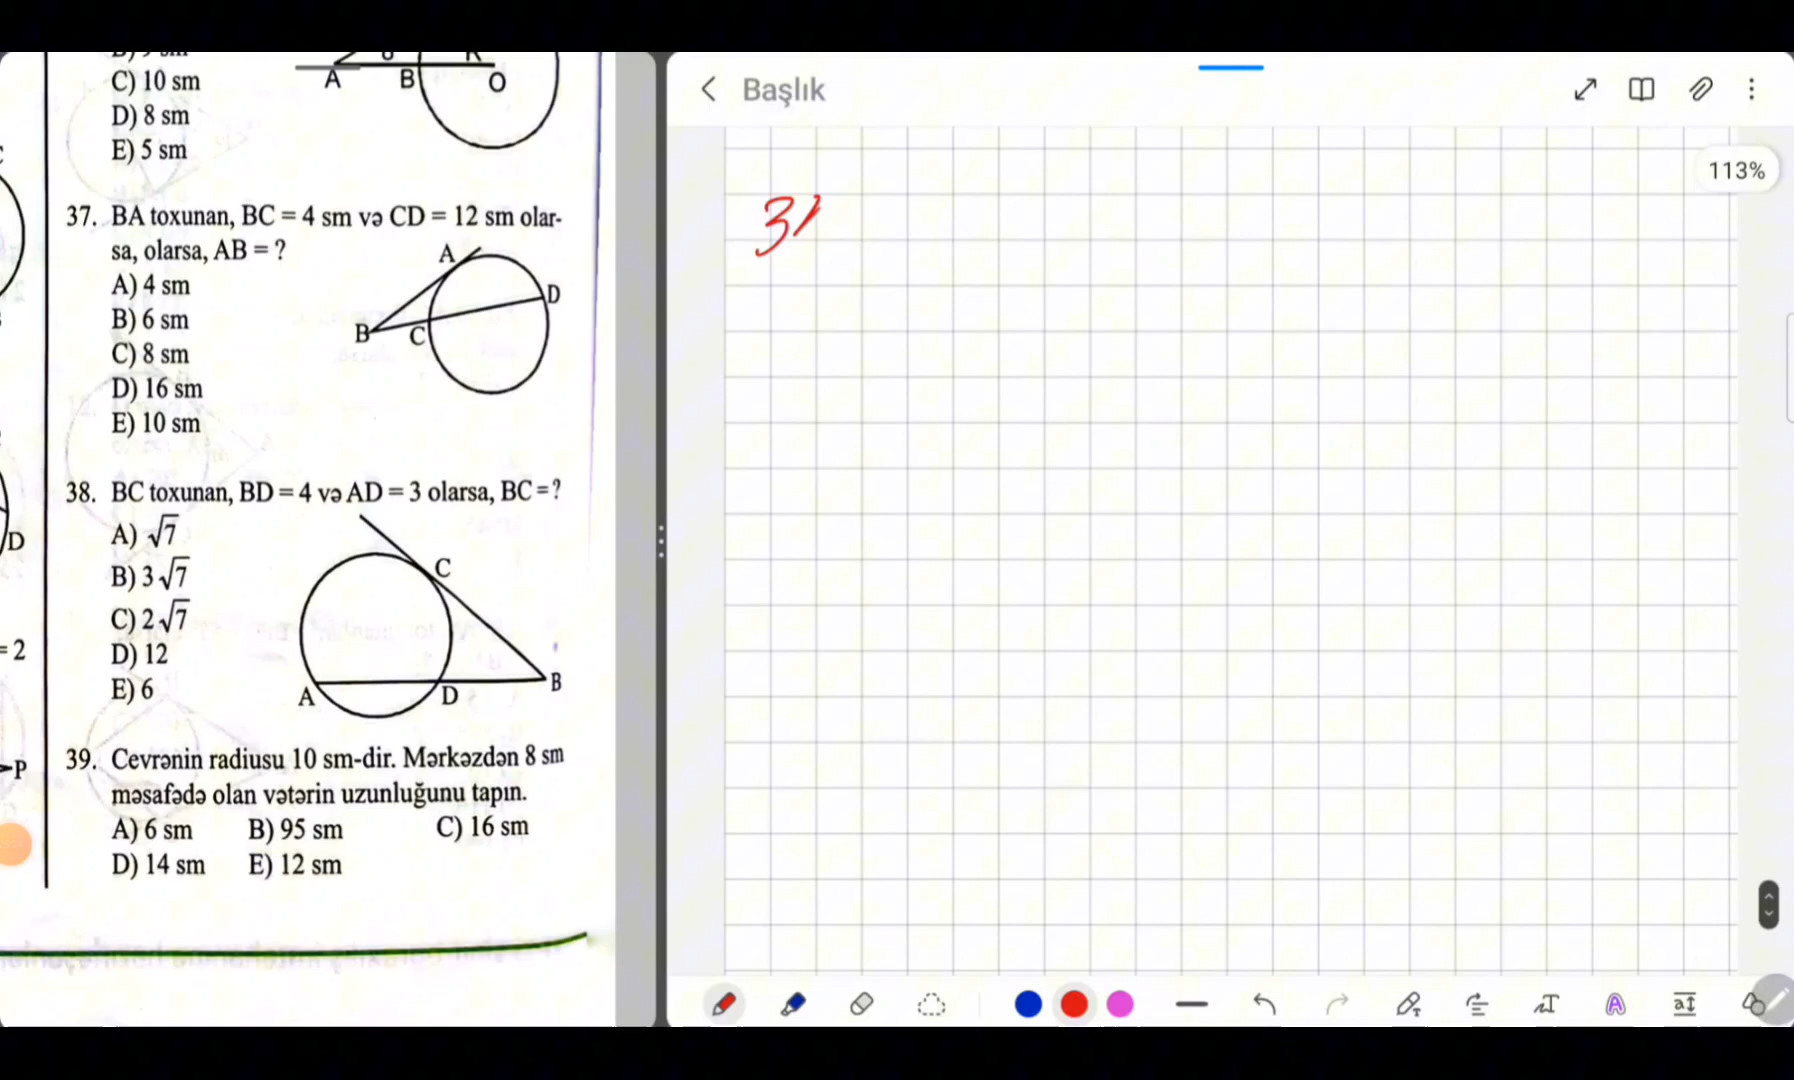 C) 10 sm
D) 8 sm
E) 5 sm
A B O
37. BA toxunan, BC = 4 sm və CD = 12 sm olar-
sa, olarsa, AB = ?
A) 4 sm
B) 6 sm
C) 8 sm
D) 16 sm
E) 10 sm
A
D
B
C
38. BC toxunan, BD = 4 və AD = 3 olarsa, BC = ?
A) √7
B) 3√7
C) 2√7
D) 12
E) 6
C
A
D
B
39. Cevrənin radiusu 10 sm-dir. Mərkəzdən 8 sm
məsafədə olan vətərin uzunluğunu tapın.
A) 6 sm B) 95 sm C) 16 sm
D) 14 sm E) 12 sm
D
= 2
P
Başlık
113%